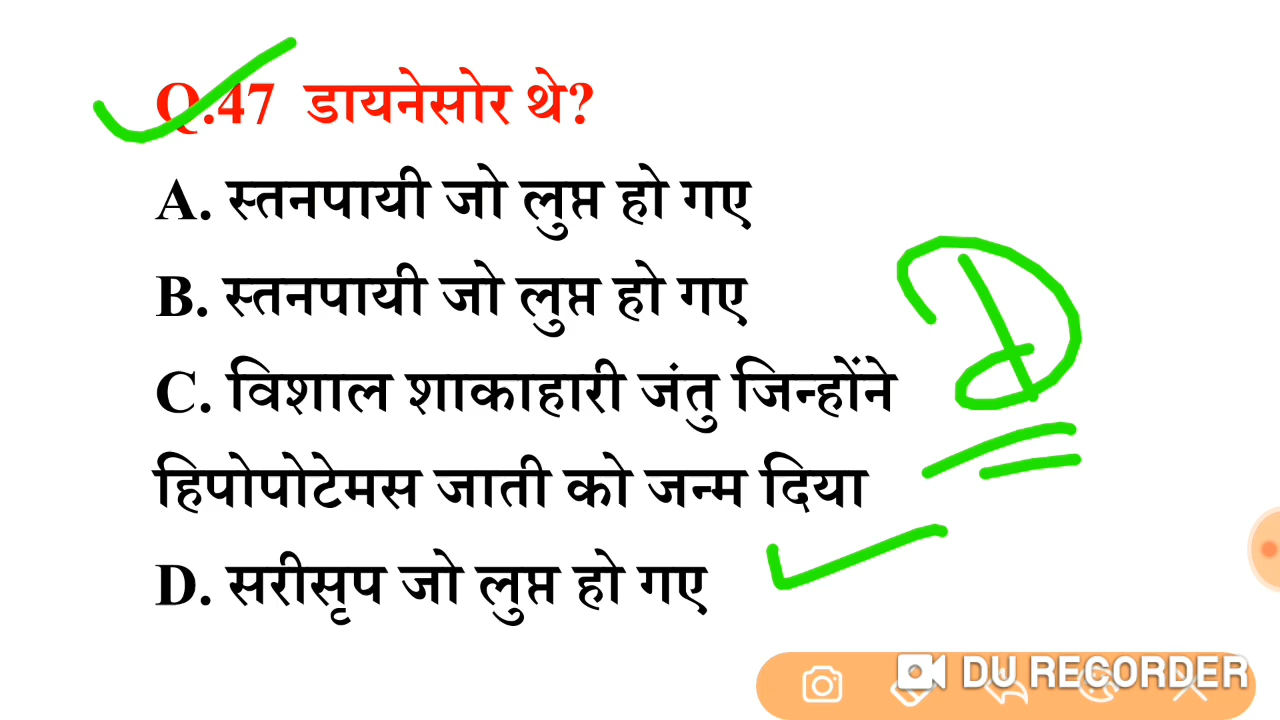 Q.47 डायनेसोर थे?
A. स्तनपायी जो लुप्त हो गए
B. स्तनपायी जो लुप्त हो गए
D
C. विशाल शाकाहारी जंतु जिन्होंने
हिपोपोटेमस जाती को जन्म दिया
D. सरीसृप जो लुप्त हो गए
DU RECORDER